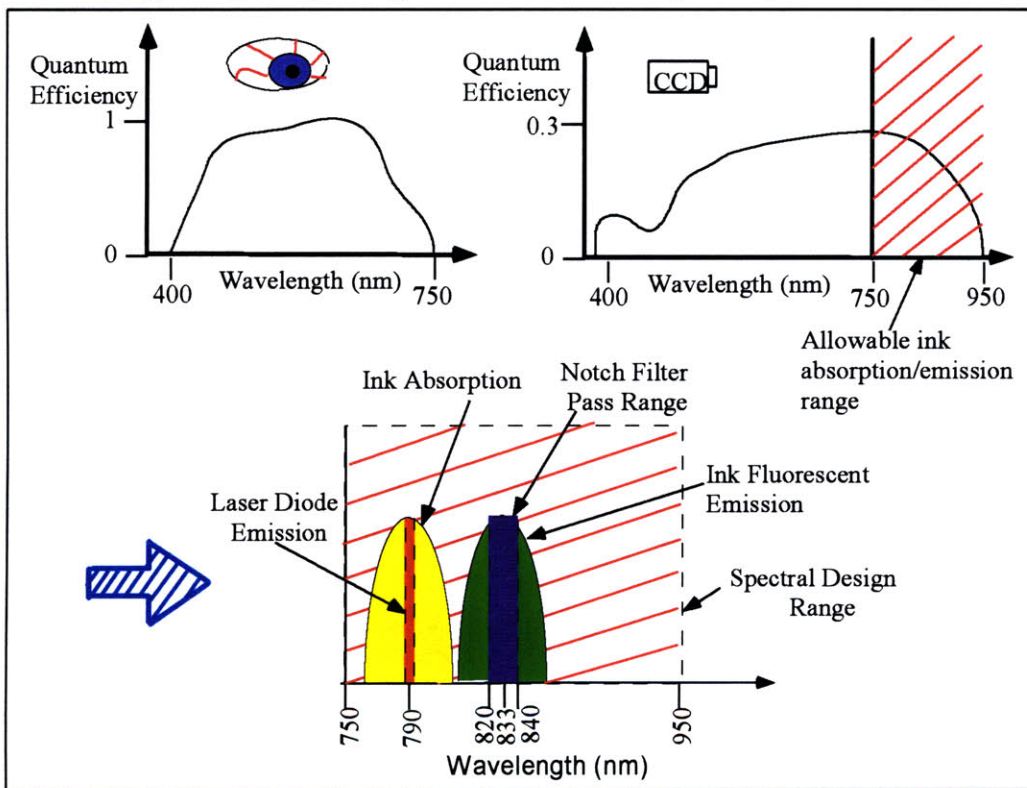 Quantum
Efficiency
1
0
400
Wavelength (nm)
750
Quantum
Efficiency
CCD
0.3
0
400
Wavelength (nm)
750
950
Allowable ink
absorption/emission
range
Ink Absorption
Notch Filter
Pass Range
Laser Diode
Emission
Ink Fluorescent
Emission
Spectral Design
Range
750
790
820
833
840
950
Wavelength (nm)